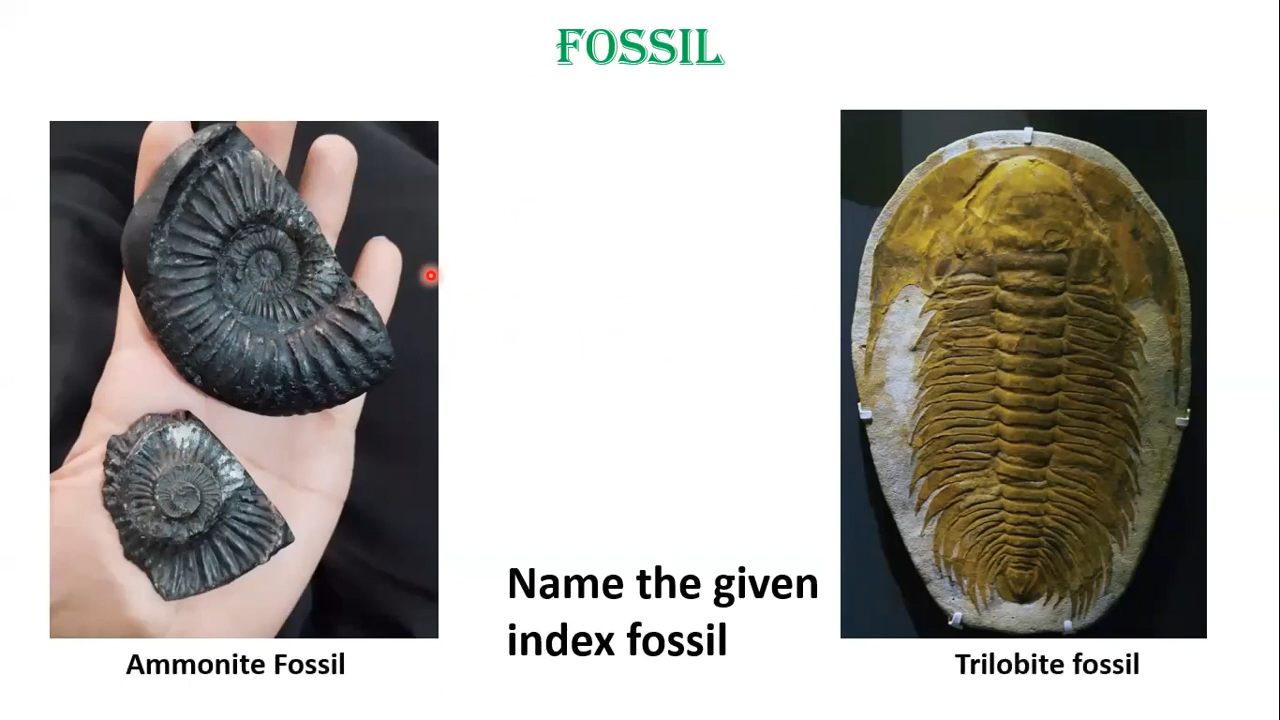 FOSSIL
Name the given
index fossil
Ammonite Fossil
Trilobite fossil